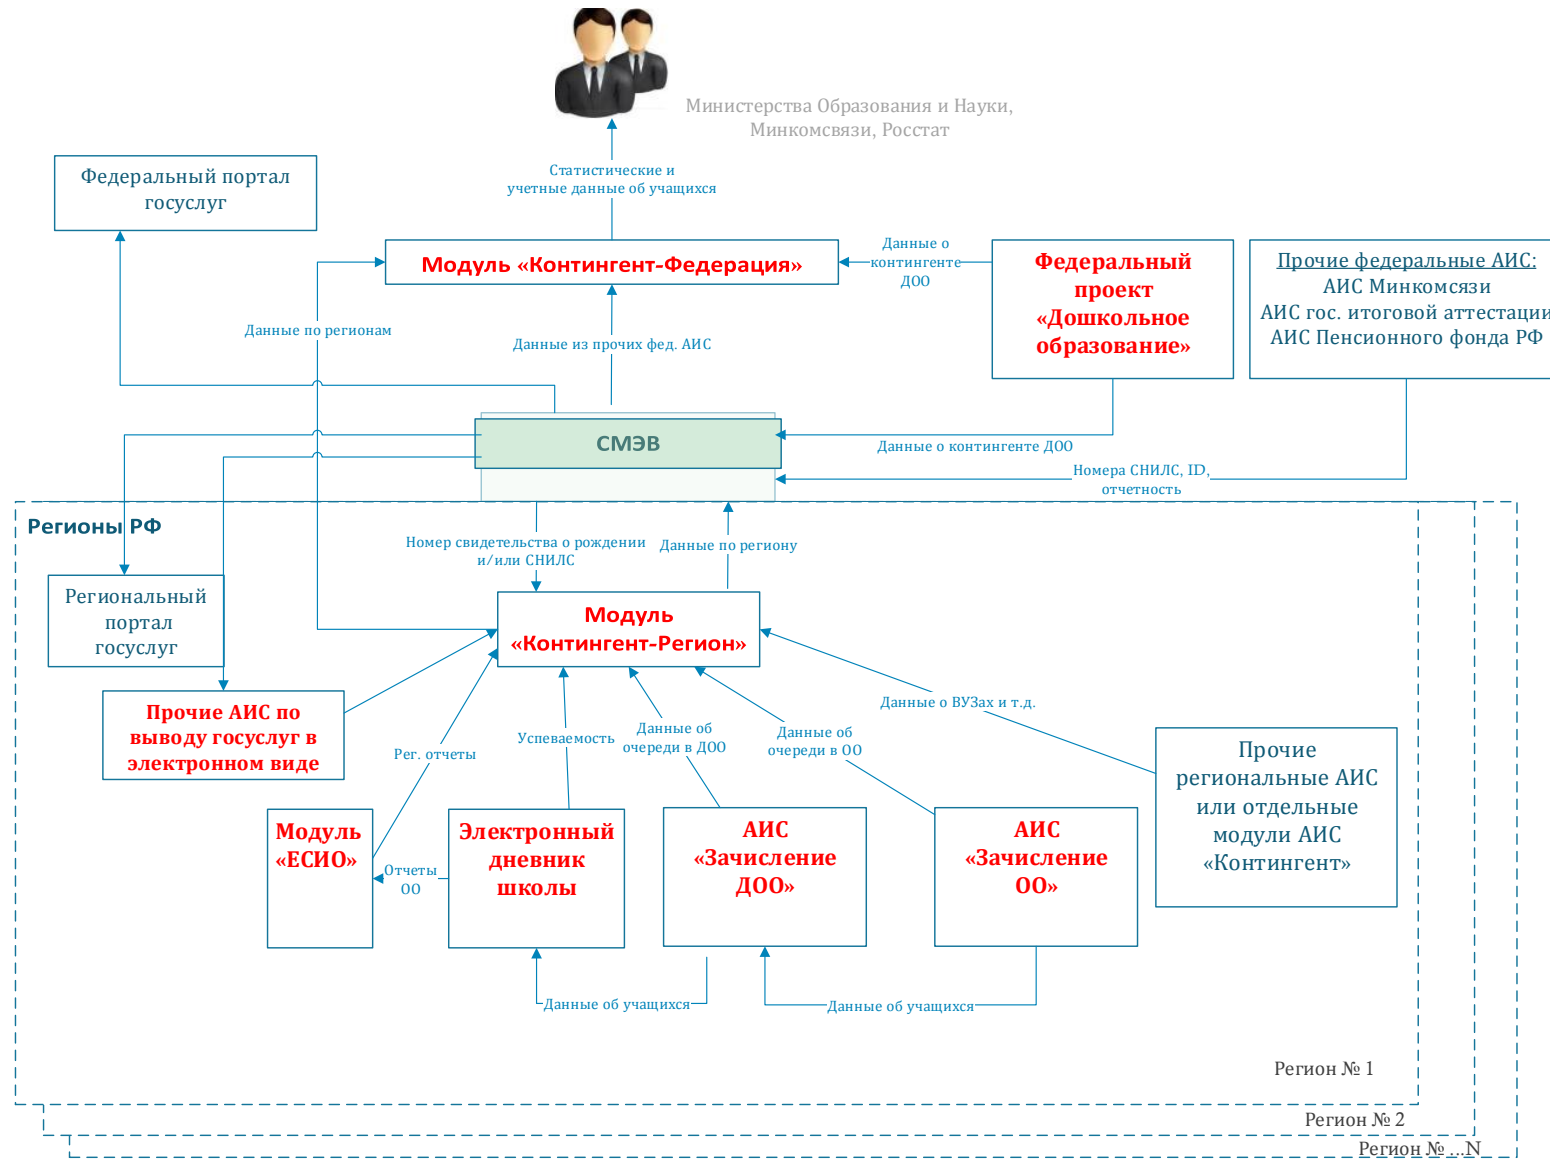 Министерства Образования и Науки,
Минкомсвязи, Росстат
Федеральный портал
госуслуг
Статистические и
учетные данные об учащихся
Модуль «Контингент-Федерация»
Данные о
контингенте
ДОО
Федеральный
проект
«Дошкольное
образование»
Прочие федеральные АИС:
АИС Минкомсязи
АИС гос. итоговой аттестации
АИС Пенсионного фонда РФ
Данные по регионам
Данные из прочих фед. АИС
СМЭВ
Данные о контингенте ДОО
Номера СНИЛС, ID,
отчетность
Регионы РФ
Номер свидетельства о рождении
и/или СНИЛС
Данные по региону
Региональный
портал
госуслуг
Модуль
«Контингент-Регион»
Прочие АИС по
выводу госуслуг в
электронном виде
Рег. отчеты
Успеваемость
Данные об
очереди в ДОО
Данные об
очереди в ОО
Данные о ВУЗах и т.д.
Прочие
региональные АИС
или отдельные
модули АИС
«Контингент»
Модуль
«ЕСИО»
Отчеты
ОО
Электронный
дневник
школы
АИС
«Зачисление
ДОО»
АИС
«Зачисление
ОО»
Данные об учащихся
Данные об учащихся
Регион № 1
Регион № 2
Регион № ...N